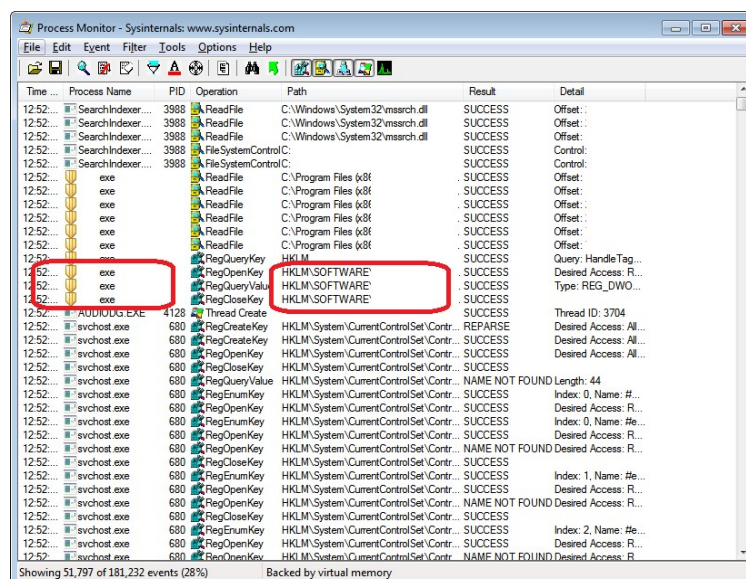 Process Monitor - Sysinternals: www.sysinternals.com
File Edit Event Filter Tools Options Help
Time ... Process Name PID Operation Path Result Detail
12:52:... SearchIndexer.... 3988 ReadFile C:\Windows\System32\mssrch.dll SUCCESS Offset:
12:52:... SearchIndexer.... 3988 ReadFile C:\Windows\System32\mssrch.dll SUCCESS Offset:
12:52:... SearchIndexer.... 3988 ReadFile C:\Windows\System32\mssrch.dll SUCCESS Offset:
12:52:... SearchIndexer.... 3988 FileSystemControl C: SUCCESS Control:
12:52:... SearchIndexer.... 3988 FileSystemControl C: SUCCESS Control:
12:52:... exe ReadFile C:\Program Files (x86 . SUCCESS Offset:
12:52:... exe ReadFile C:\Program Files (x86 . SUCCESS Offset:
12:52:... exe ReadFile C:\Program Files (x86 . SUCCESS Offset:
12:52:... exe ReadFile C:\Program Files (x86 . SUCCESS Offset:
12:52:... exe ReadFile C:\Program Files (x86 . SUCCESS Offset:
12:52:... exe ReadFile C:\Program Files (x86 . SUCCESS Offset:
12:52:... exe RegQueryKey HKLM SUCCESS Query: HandleTag...
12:52:... exe RegOpenKey HKLM\SOFTWARE\ SUCCESS Desired Access: R...
12:52:... exe RegQueryValue HKLM\SOFTWARE\ SUCCESS Type: REG_DWO...
12:52:... exe RegCloseKey HKLM\SOFTWARE\ SUCCESS
12:52:... AUDIODG.EXE 4128 Thread Create SUCCESS Thread ID: 3704
12:52:... svchost.exe 680 RegCreateKey HKLM\System\CurrentControlSet\Contr... REPARSE Desired Access: All...
12:52:... svchost.exe 680 RegCreateKey HKLM\System\CurrentControlSet\Contr... SUCCESS Desired Access: All...
12:52:... svchost.exe 680 RegOpenKey HKLM\System\CurrentControlSet\Contr... SUCCESS Desired Access: All...
12:52:... svchost.exe 680 RegCloseKey HKLM\System\CurrentControlSet\Contr... SUCCESS
12:52:... svchost.exe 680 RegQueryValue HKLM\System\CurrentControlSet\Contr... NAME NOT FOUND Length: 44
12:52:... svchost.exe 680 RegEnumKey HKLM\System\CurrentControlSet\Contr... SUCCESS Index: 0, Name: #...
12:52:... svchost.exe 680 RegOpenKey HKLM\System\CurrentControlSet\Contr... SUCCESS Desired Access: R...
12:52:... svchost.exe 680 RegEnumKey HKLM\System\CurrentControlSet\Contr... SUCCESS Index: 0, Name: #e...
12:52:... svchost.exe 680 RegOpenKey HKLM\System\CurrentControlSet\Contr... SUCCESS Desired Access: R...
12:52:... svchost.exe 680 RegOpenKey HKLM\System\CurrentControlSet\Contr... NAME NOT FOUND Desired Access: R...
12:52:... svchost.exe 680 RegCloseKey HKLM\System\CurrentControlSet\Contr... SUCCESS
12:52:... svchost.exe 680 RegEnumKey HKLM\System\CurrentControlSet\Contr... SUCCESS Index: 1, Name: #e...
12:52:... svchost.exe 680 RegOpenKey HKLM\System\CurrentControlSet\Contr... SUCCESS Desired Access: R...
12:52:... svchost.exe 680 RegOpenKey HKLM\System\CurrentControlSet\Contr... NAME NOT FOUND Desired Access: R...
12:52:... svchost.exe 680 RegCloseKey HKLM\System\CurrentControlSet\Contr... SUCCESS
12:52:... svchost.exe 680 RegEnumKey HKLM\System\CurrentControlSet\Contr... SUCCESS Index: 2, Name: #e...
12:52:... svchost.exe 680 RegOpenKey HKLM\System\CurrentControlSet\Contr... SUCCESS Desired Access: R...
12:52:... svchost.exe 680 RegOpenKey HKLM\System\CurrentControlSet\Contr... NAME NOT FOUND Desired Access: R...
Showing 51,797 of 181,232 events (28%) Backed by virtual memory